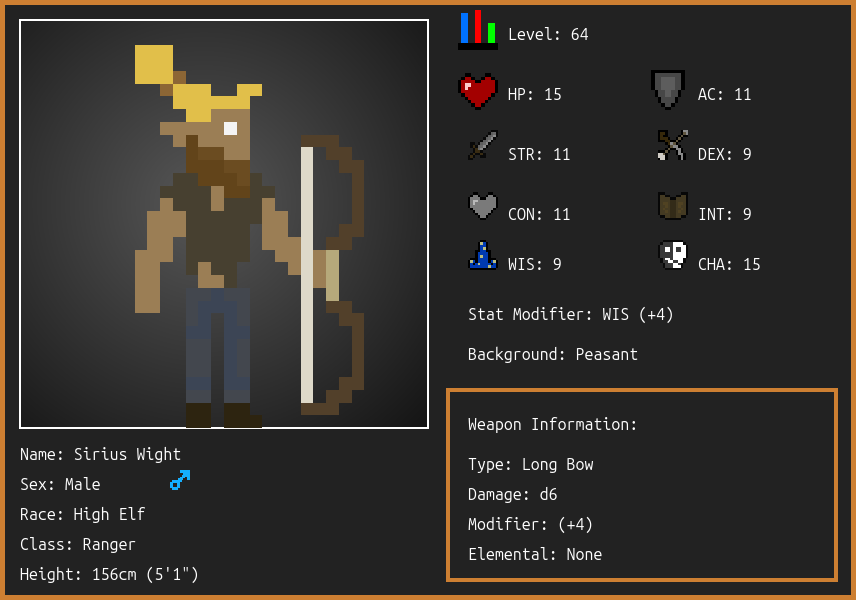 Level: 64
HP: 15
AC: 11
STR: 11
DEX: 9
CON: 11
INT: 9
WIS: 9
CHA: 15
Stat Modifier: WIS (+4)
Background: Peasant
Weapon Information:
Type: Long Bow
Damage: d6
Modifier: (+4)
Elemental: None
Name: Sirius Wight
Sex: Male
Race: High Elf
Class: Ranger
Height: 156cm (5'1")